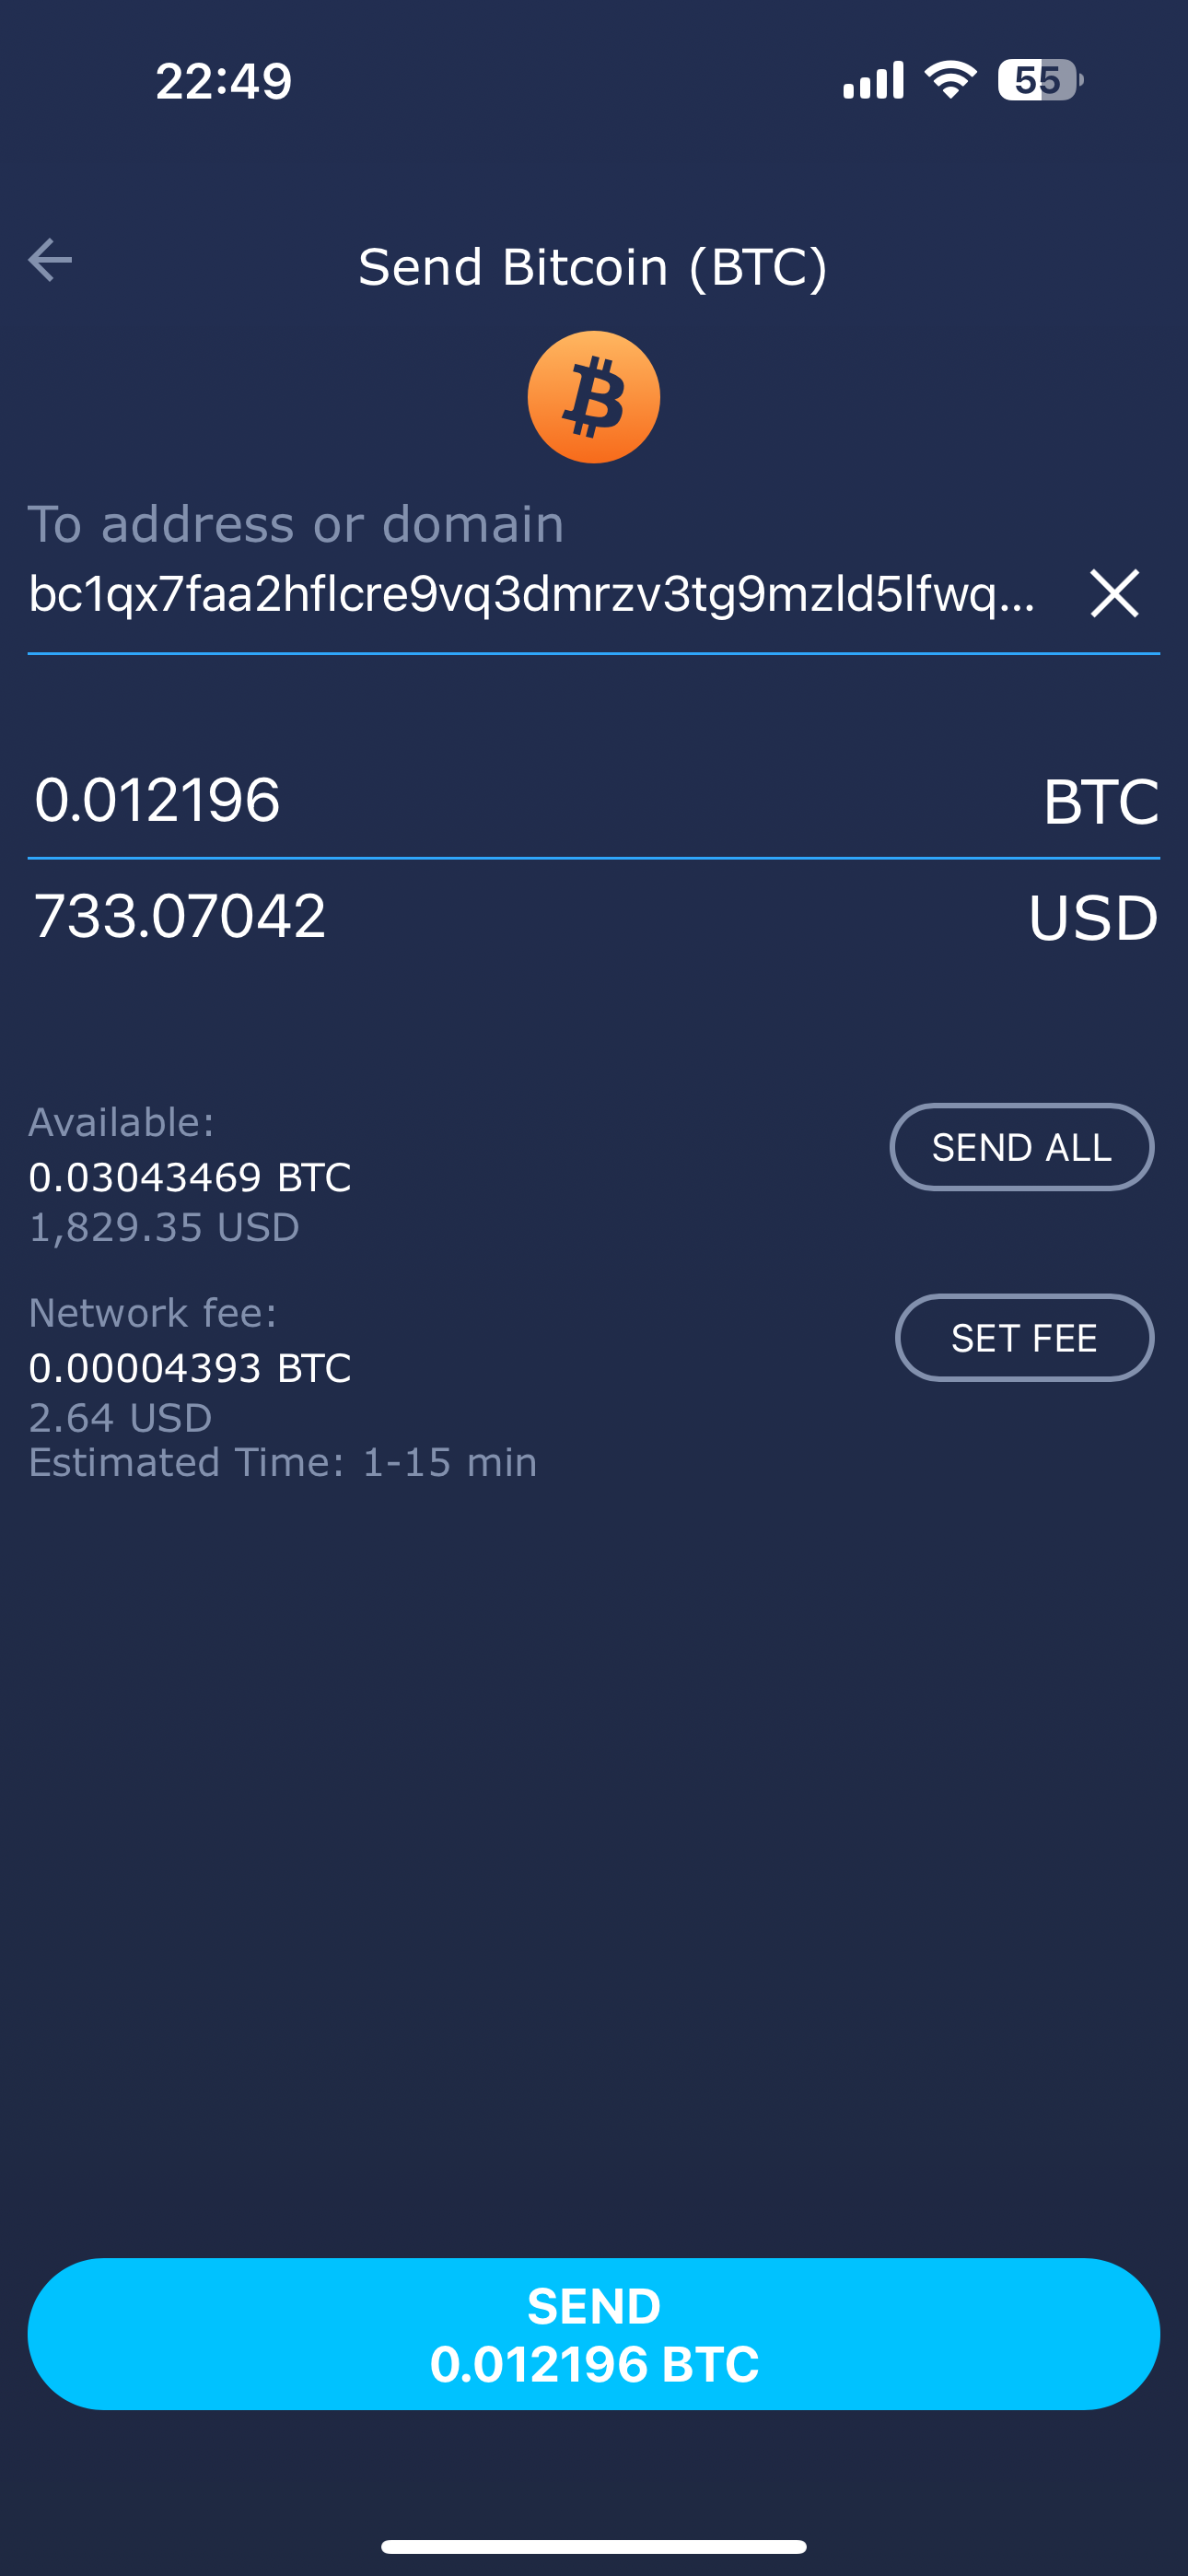 22:49
55
Send Bitcoin (BTC)
To address or domain
bc1qx7faa2hflcre9vq3dmrzv3tg9mzld5lfwq...
0.012196 BTC
733.07042 USD
Available:
0.03043469 BTC
1,829.35 USD
SEND ALL
Network fee:
0.00004393 BTC
2.64 USD
Estimated Time: 1-15 min
SET FEE
SEND
0.012196 BTC